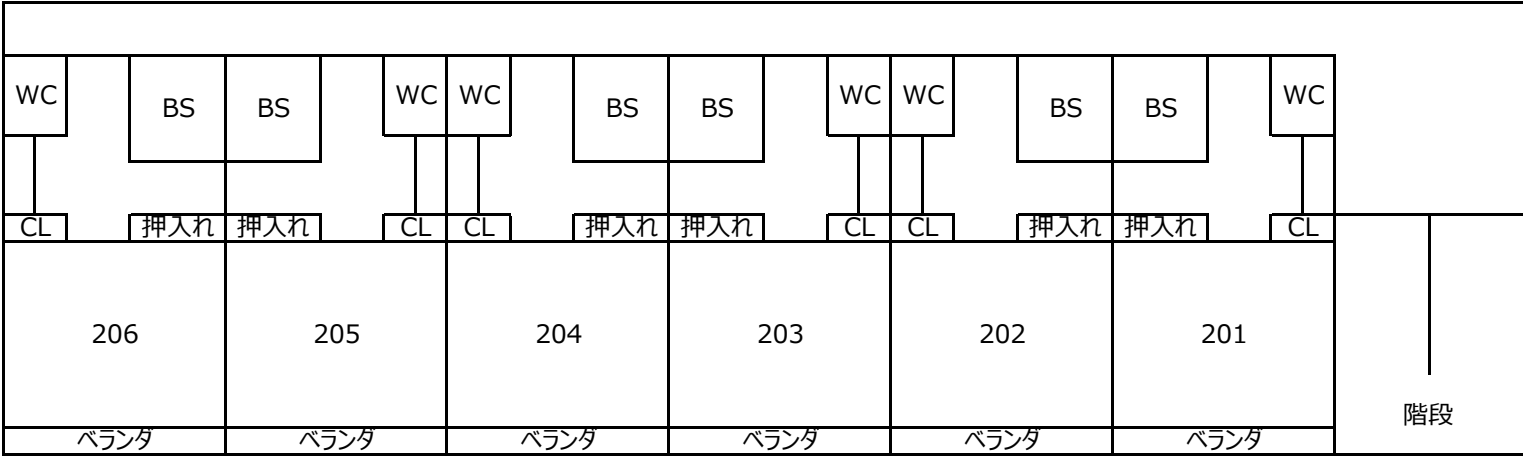 WC BS BS WC WC BS BS WC WC BS BS WC
CL 押入れ 押入れ CL CL 押入れ 押入れ CL CL 押入れ 押入れ CL
206 205 204 203 202 201
階段
ベランダ ベランダ ベランダ ベランダ ベランダ ベランダ